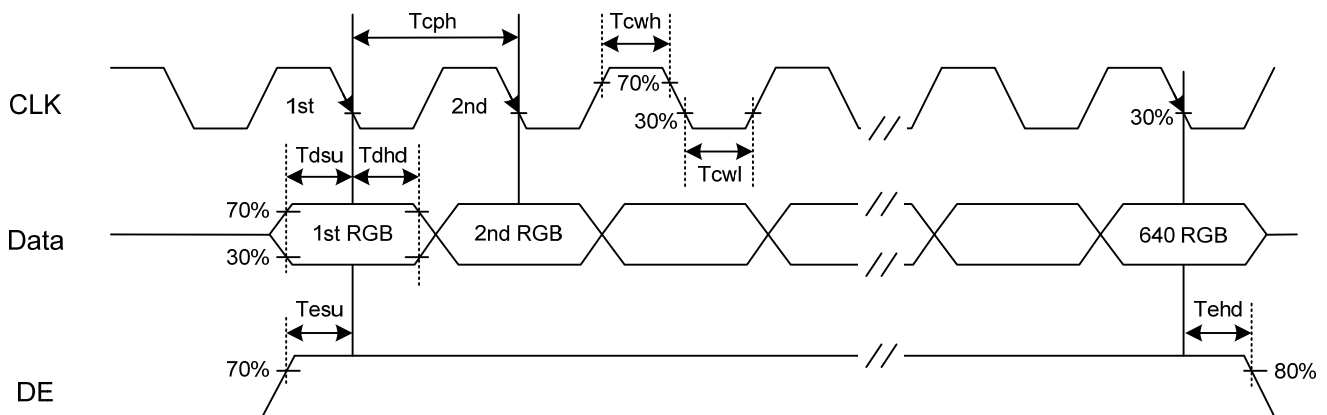 Tcph
Tcwh
CLK
1st
2nd
70%
30%
30%
Tdsu
Tdhd
Tcwl
70%
Data
1st RGB
2nd RGB
640 RGB
30%
Tesu
Tehd
70%
80%
DE